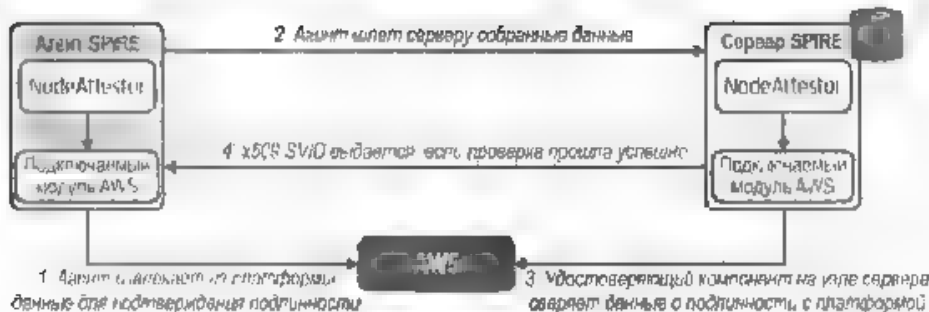 Агент SPIRE
NodeAttestor
Подключаемый
модуль AWS
2 Агент шлет серверу собранные данные
Сервер SPIRE
NodeAttestor
Подключаемый
модуль AWS
4 x509 SVID выдается, если проверка прошла успешно
AWS
1 Агент извлекает из платформы
данные для подтверждения подлинности
3 Удостоверяющий компонент на узле сервера
сверяет данные о подлинности с платформой